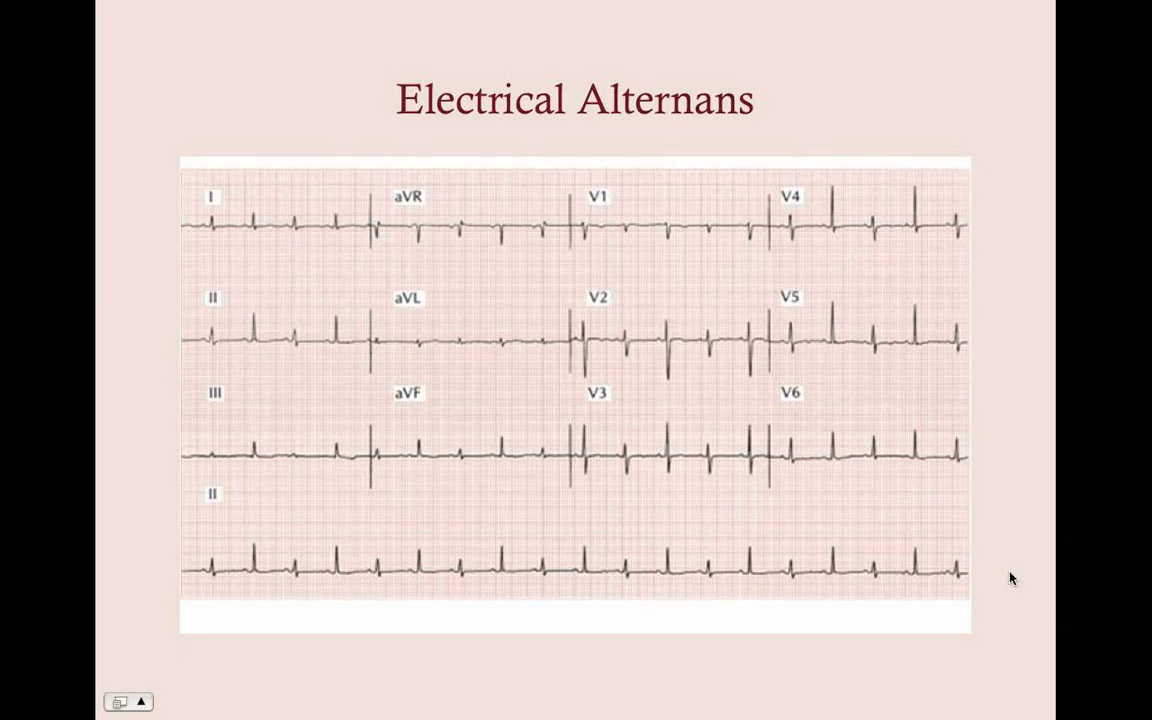 Electrical Alternans
I aVR V1 V4
II aVL V2 V5
III aVF V3 V6
II